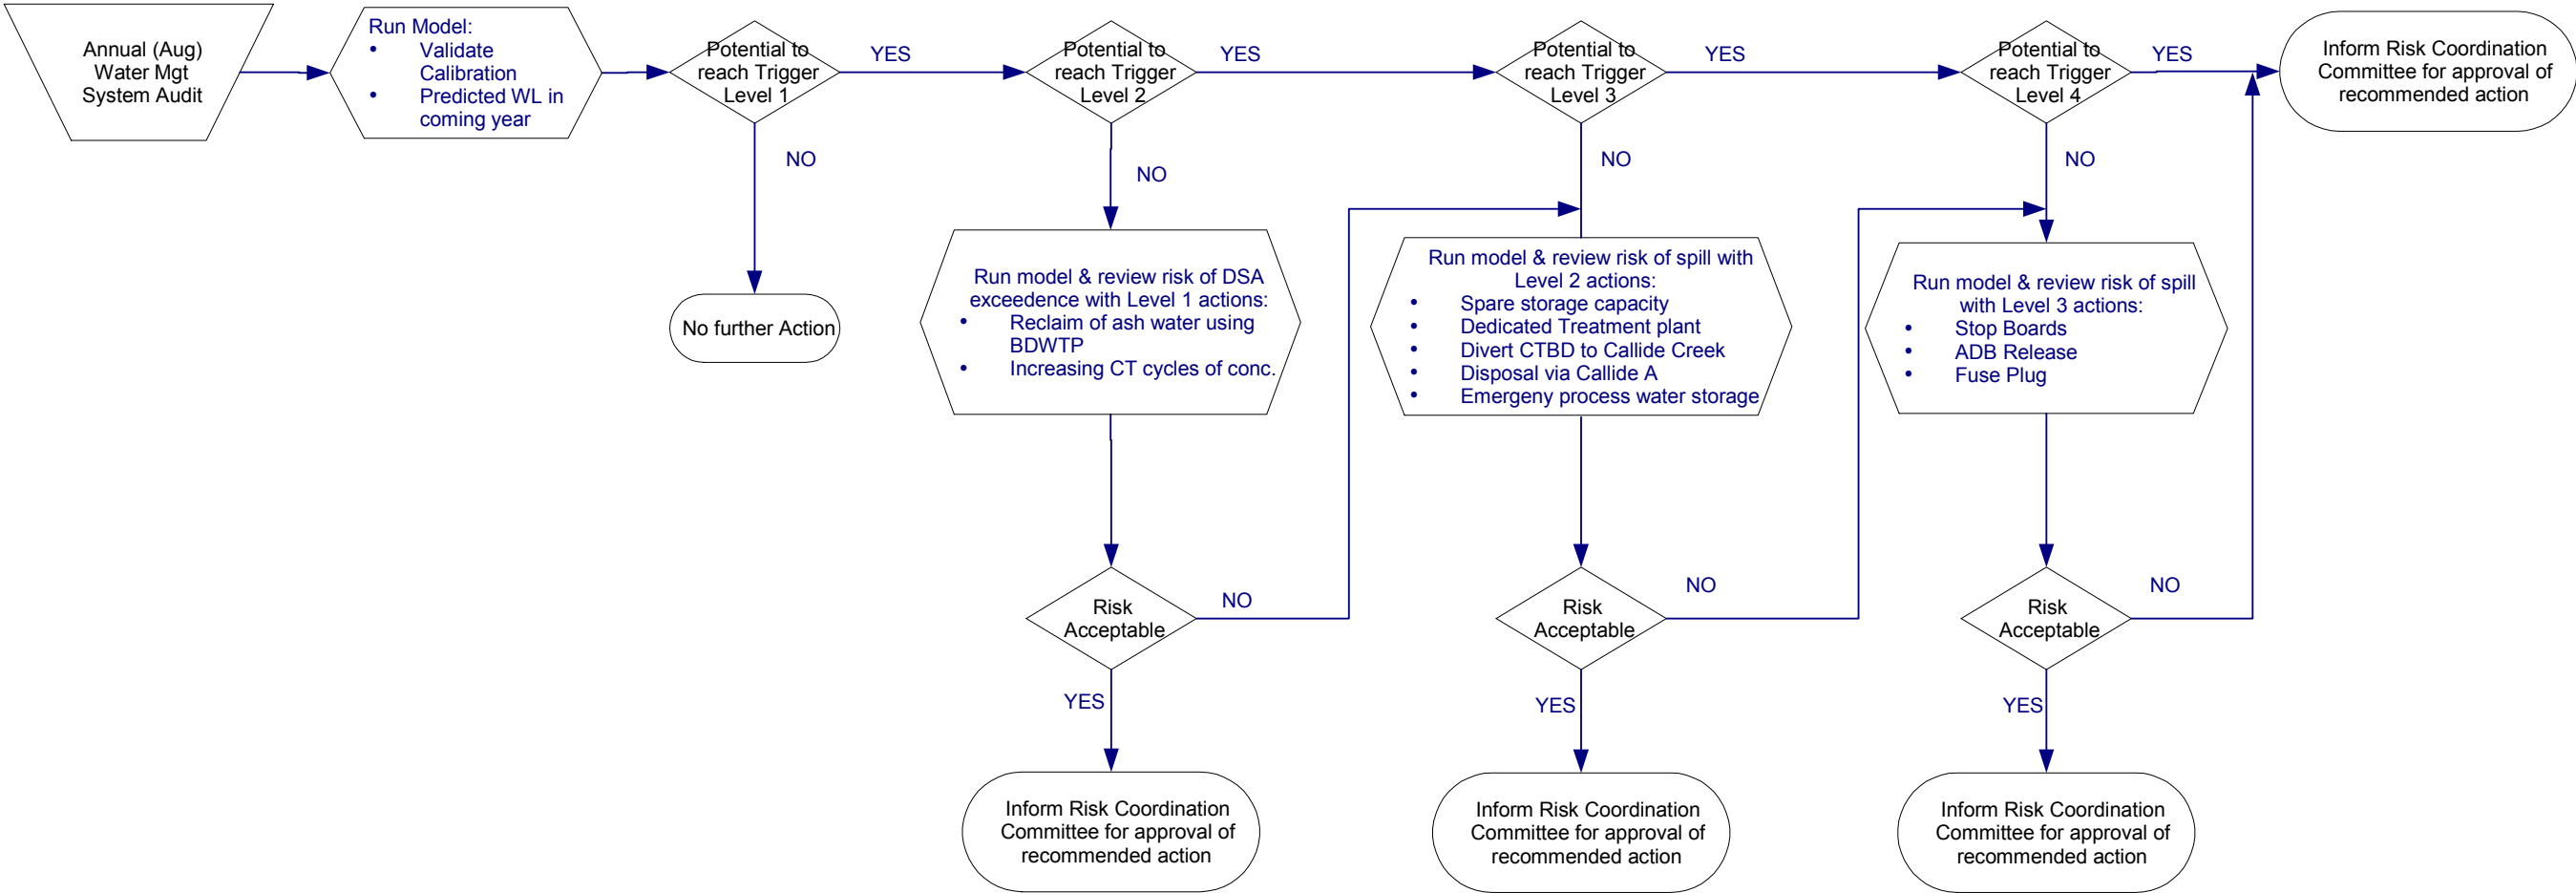 Annual (Aug)
Water Mgt
System Audit
Run Model:
• Validate
Calibration
• Predicted WL in
coming year
Potential to
reach Trigger
Level 1
YES
NO
No further Action
Potential to
reach Trigger
Level 2
YES
NO
Run model & review risk of DSA
exceedence with Level 1 actions:
• Reclaim of ash water using
BDWTP
• Increasing CT cycles of conc.
Risk
Acceptable
NO
YES
Inform Risk Coordination
Committee for approval of
recommended action
Potential to
reach Trigger
Level 3
YES
NO
Run model & review risk of spill with
Level 2 actions:
• Spare storage capacity
• Dedicated Treatment plant
• Divert CTBD to Callide Creek
• Disposal via Callide A
• Emergeny process water storage
Risk
Acceptable
NO
YES
Inform Risk Coordination
Committee for approval of
recommended action
Potential to
reach Trigger
Level 4
YES
NO
Run model & review risk of spill
with Level 3 actions:
• Stop Boards
• ADB Release
• Fuse Plug
Risk
Acceptable
NO
YES
Inform Risk Coordination
Committee for approval of
recommended action
Inform Risk Coordination
Committee for approval of
recommended action